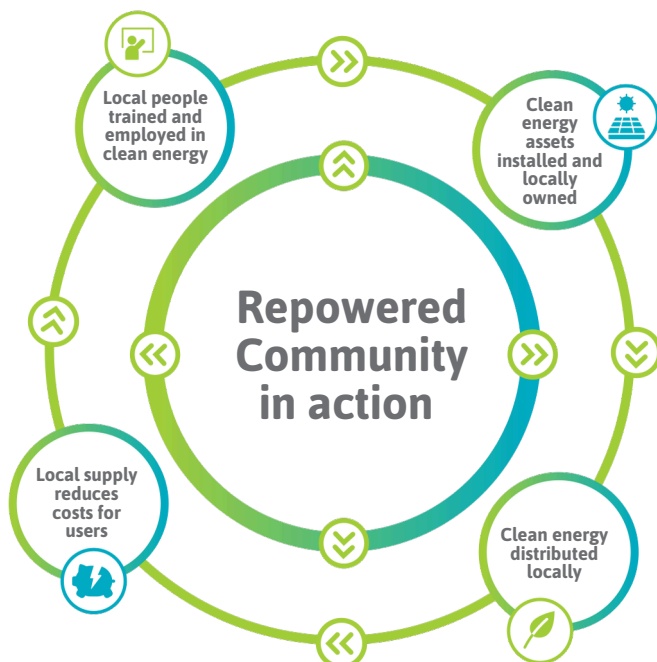 Local people
trained and
employed in
clean energy
Clean
energy
assets
installed and
locally
owned
Repowered
Community
in action
Local supply
reduces
costs for
users
Clean energy
distributed
locally